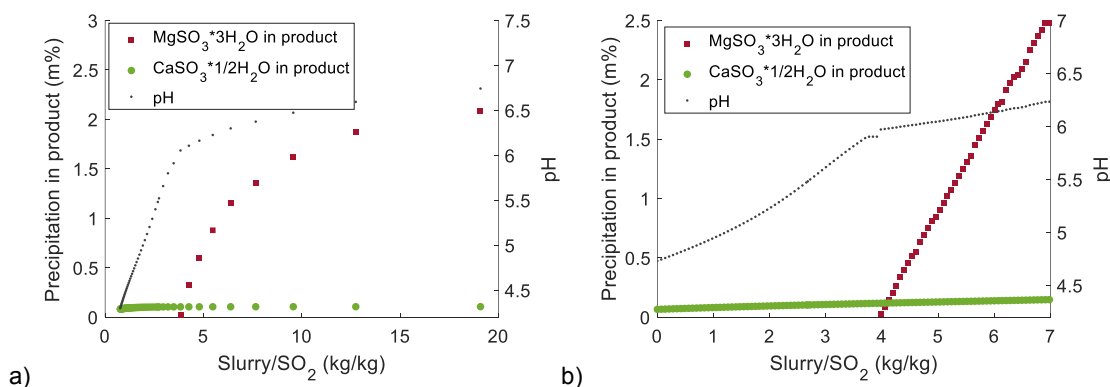 Precipitation in product (m%)
3
2.5
2
1.5
1
0.5
0
MgSO3*3H2O in product
CaSO3*1/2H2O in product
pH
7.5
7
6.5
6
5.5
5
4.5
pH
0 5 10 15 20
Slurry/SO2 (kg/kg)
a)
Precipitation in product (m%)
2.5
2
1.5
1
0.5
0
MgSO3*3H2O in product
CaSO3*1/2H2O in product
pH
7
6.5
6
5.5
5
4.5
pH
0 1 2 3 4 5 6 7
Slurry/SO2 (kg/kg)
b)